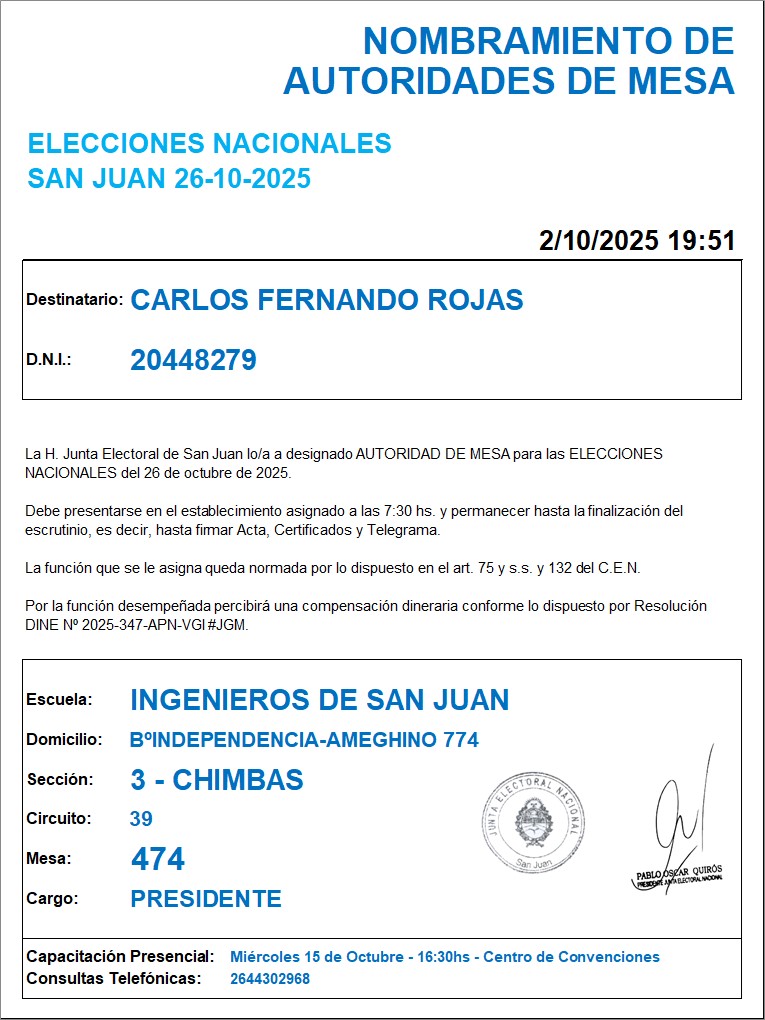 NOMBRAMIENTO DE
AUTORIDADES DE MESA
ELECCIONES NACIONALES
SAN JUAN 26-10-2025
2/10/2025 19:51
Destinatario: CARLOS FERNANDO ROJAS
D.N.I.: 20448279
La H. Junta Electoral de San Juan lo/a a designado AUTORIDAD DE MESA para las ELECCIONES
NACIONALES del 26 de octubre de 2025.
Debe presentarse en el establecimiento asignado a las 7:30 hs. y permanecer hasta la finalización del
escrutinio, es decir, hasta firmar Acta, Certificados y Telegrama.
La función que se le asigna queda normada por lo dispuesto en el art. 75 y s.s. y 132 del C.E.N.
Por la función desempeñada percibirá una compensación dineraria conforme lo dispuesto por Resolución
DINE Nº 2025-347-APN-VGI#JGM.
Escuela: INGENIEROS DE SAN JUAN
Domicilio: BºINDEPENDENCIA-AMEGHINO 774
Sección: 3 - CHIMBAS
Circuito: 39
Mesa: 474
Cargo: PRESIDENTE
JUNTA ELECTORAL NACIONAL
San Juan
PABLO OSCAR QUIRÓS
PRESIDENTE JUNTA ELECTORAL NACIONAL
Capacitación Presencial: Miércoles 15 de Octubre - 16:30hs - Centro de Convenciones
Consultas Telefónicas: 2644302968